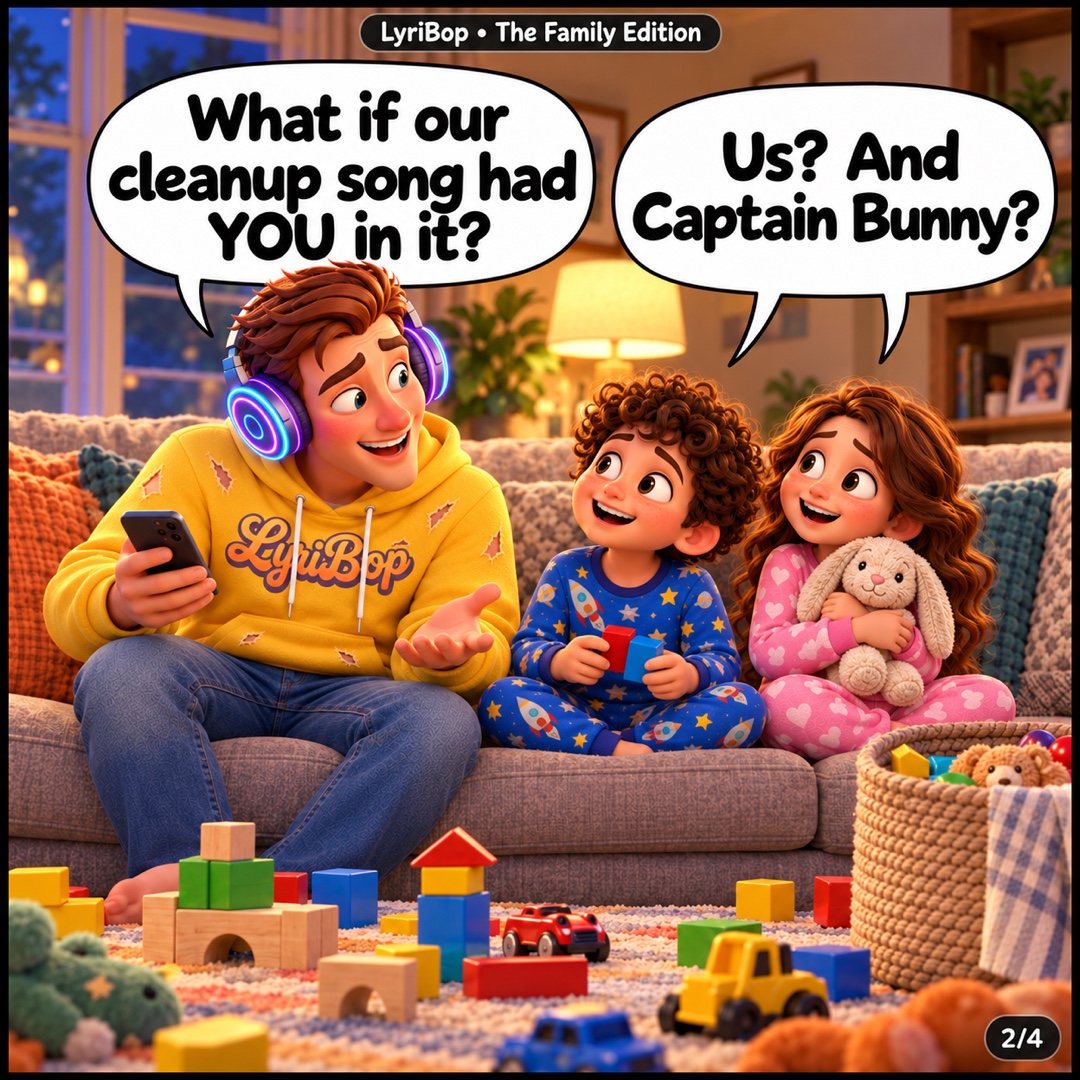 LyriBop • The Family Edition
What if our
cleanup song had
YOU in it?
Us? And
Captain Bunny?
LyriBop
2/4